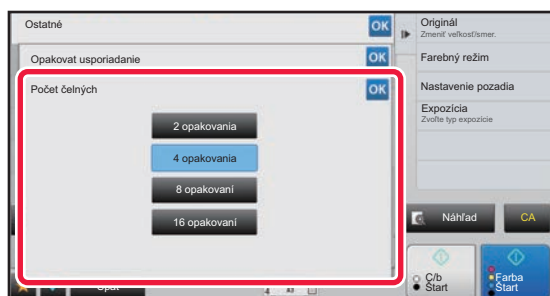 Ostatné
OK
Opakovat usporiadanie
OK
Počet čelných
OK
2 opakovania
4 opakovania
8 opakovaní
16 opakovaní
Originál
Zmeniť veľkosť/smer.
Farebný režim
Nastavenie pozadia
Expozícia
Zvoľte typ expozície
Náhľad
CA
Č/b
Štart
Farba
Štart